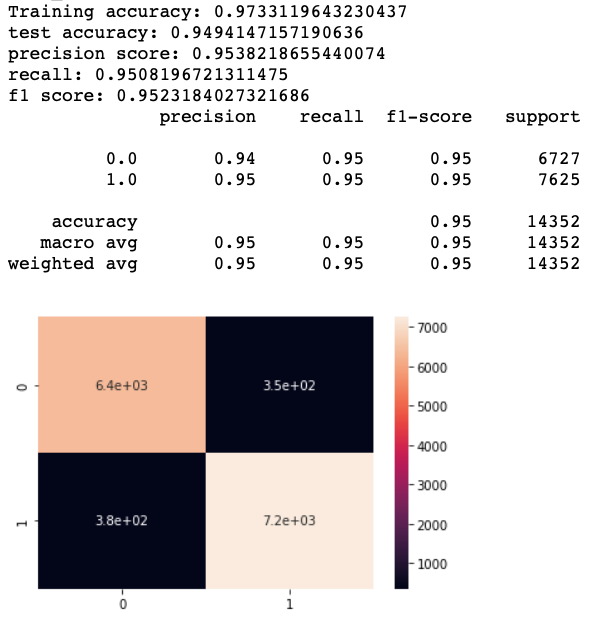 Training accuracy: 0.9733119643230437
test accuracy: 0.9494147157190636
precision score: 0.9538218655440074
recall: 0.9508196721311475
f1 score: 0.9523184027321686
precision recall f1-score support
0.0 0.94 0.95 0.95 6727
1.0 0.95 0.95 0.95 7625
accuracy 0.95 14352
macro avg 0.95 0.95 0.95 14352
weighted avg 0.95 0.95 0.95 14352
7000
6000
5000
4000
3000
2000
1000
0 6.4e+03 3.5e+02
1 3.8e+02 7.2e+03
0 1